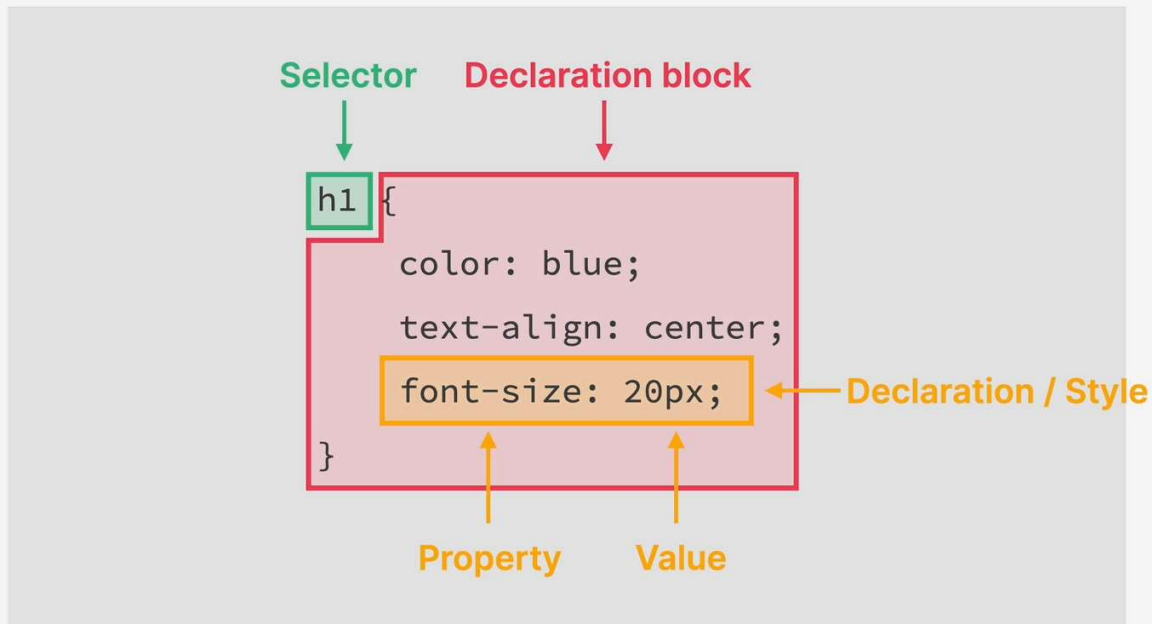 Selector
Declaration block
h1 {
color: blue;
text-align: center;
font-size: 20px;
Declaration / Style
}
Property
Value